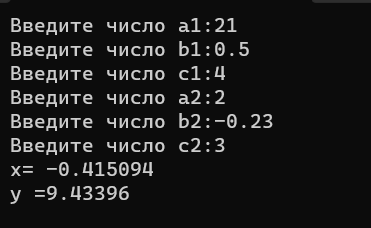 Введите число a1:21
Введите число b1:0.5
Введите число c1:4
Введите число a2:2
Введите число b2:-0.23
Введите число c2:3
x= -0.415094
y =9.43396